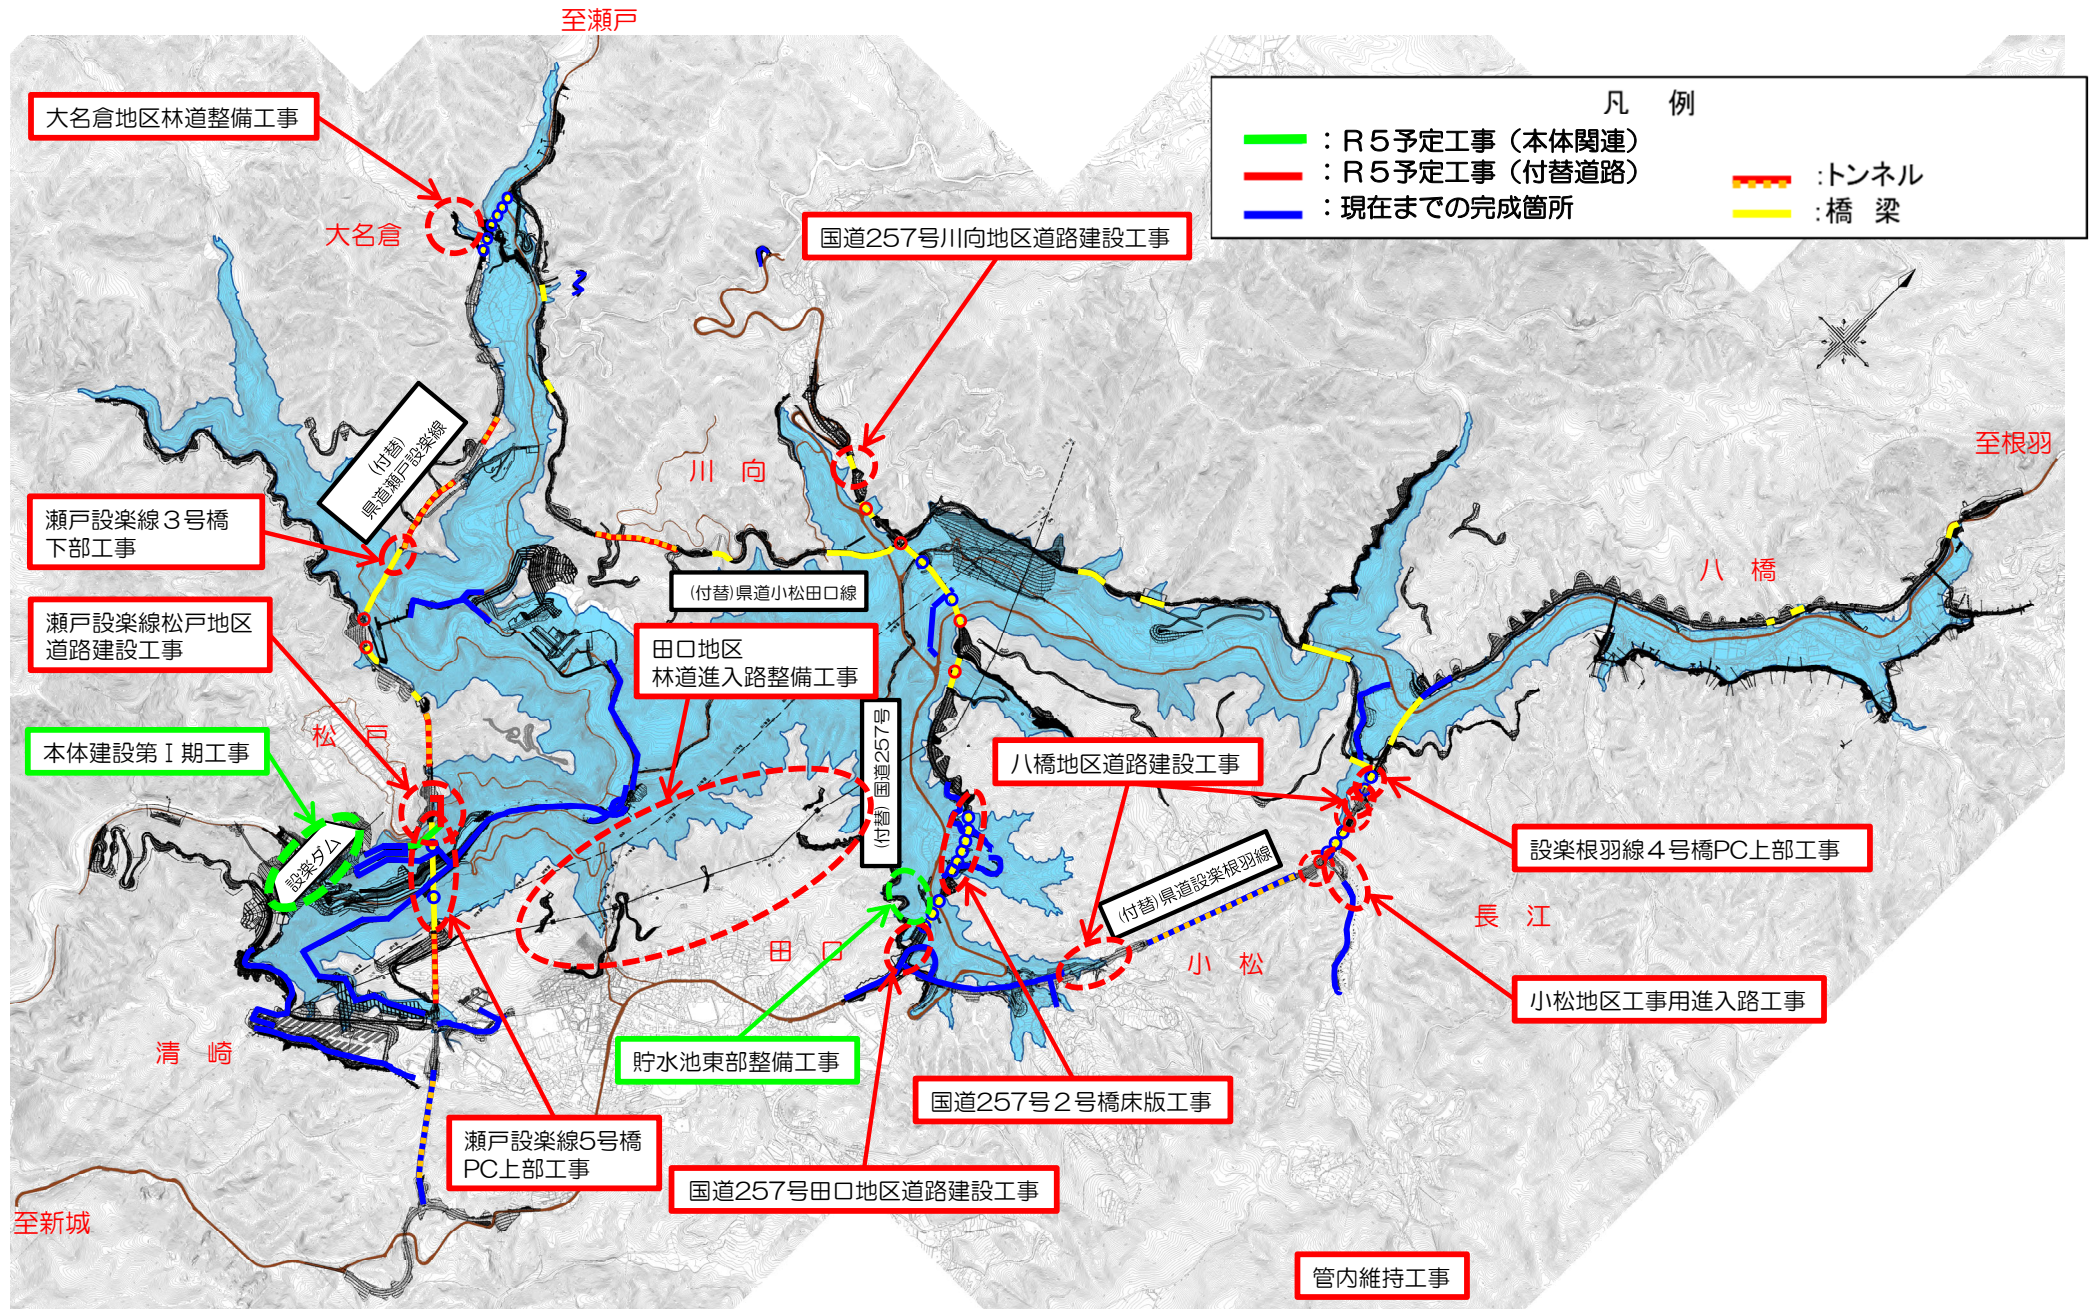 至瀬戸
大名倉地区林道整備工事
大名倉
凡 例
：Ｒ５予定工事（本体関連）
：Ｒ５予定工事（付替道路）
：現在までの完成箇所
:トンネル
:橋 梁
国道257号川向地区道路建設工事
至根羽
(付替)
県道瀬戸設楽線
川 向
瀬戸設楽線３号橋
下部工事
八 橋
(付替)県道小松田口線
瀬戸設楽線松戸地区
道路建設工事
田口地区
林道進入路整備工事
松 戸
本体建設第Ⅰ期工事
(付替) 国道257号
八橋地区道路建設工事
設楽ダム
設楽根羽線４号橋PC上部工事
(付替)県道設楽根羽線
長 江
田 口
小 松
小松地区工事用進入路工事
清 崎
貯水池東部整備工事
国道257号２号橋床版工事
瀬戸設楽線5号橋
PC上部工事
国道257号田口地区道路建設工事
至新城
管内維持工事